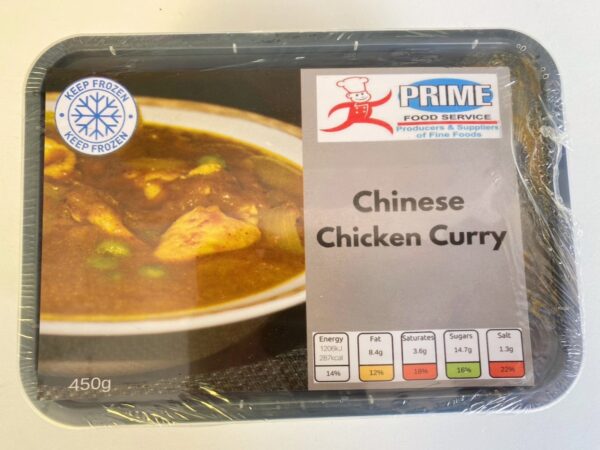 KEEP FROZEN
KEEP FROZEN
PRIME
FOOD SERVICE
Producers & Suppliers
of Fine Foods
Chinese
Chicken Curry
Energy Fat Saturates Sugars Salt
1206kJ
287kcal 8.4g 3.6g 14.7g 1.3g
14% 12% 18% 16% 22%
450g